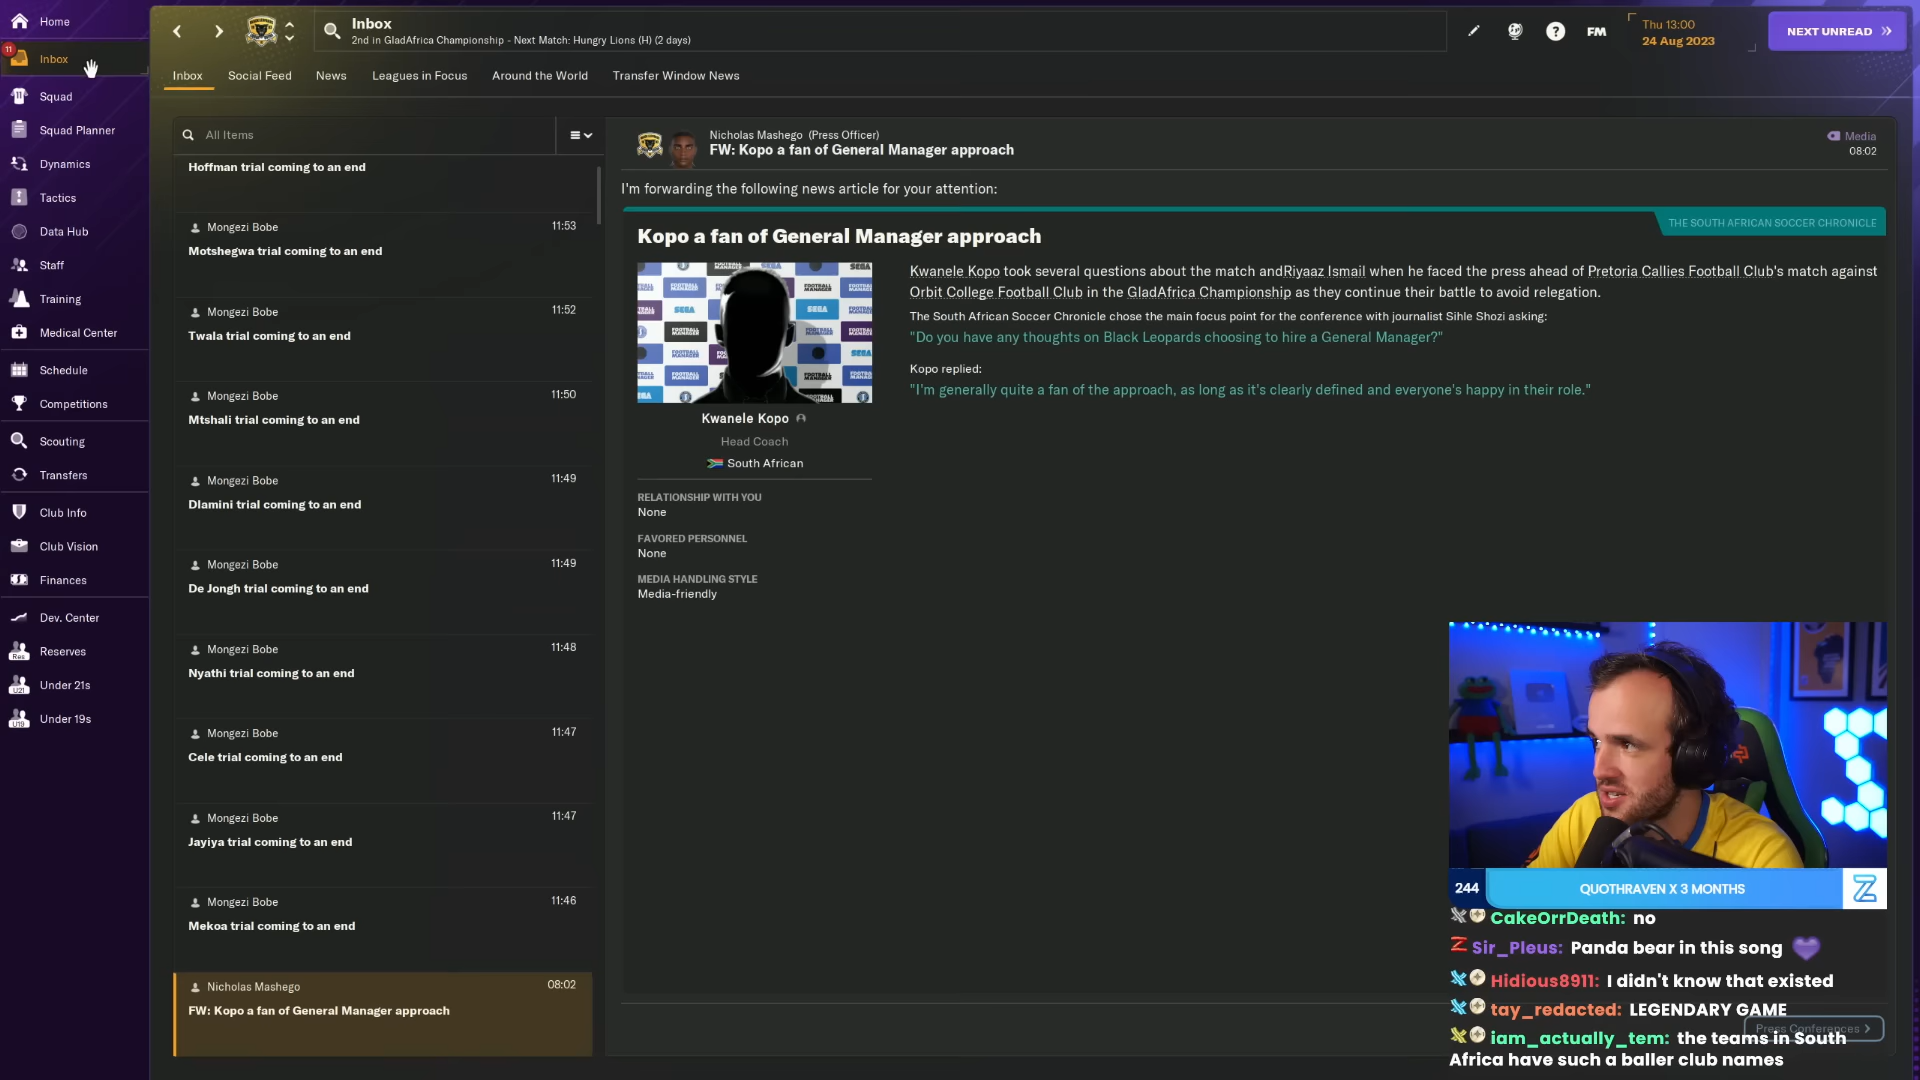 Home
11
Inbox
Squad
Squad Planner
Dynamics
Tactics
Data Hub
Staff
Training
Medical Center
Schedule
Competitions
Scouting
Transfers
Club Info
Club Vision
Finances
Dev. Center
Reserves
Under 21s
Under 19s
Inbox
2nd in GladAfrica Championship - Next Match: Hungry Lions (H) (2 days)
FM
Thu 13:00
24 Aug 2023
NEXT UNREAD
Inbox Social Feed News Leagues in Focus Around the World Transfer Window News
All Items
Hoffman trial coming to an end
Mongezi Bobe 11:53
Motshegwa trial coming to an end
Mongezi Bobe 11:52
Twala trial coming to an end
Mongezi Bobe 11:50
Mtshali trial coming to an end
Mongezi Bobe 11:49
Dlamini trial coming to an end
Mongezi Bobe 11:49
De Jongh trial coming to an end
Mongezi Bobe 11:48
Nyathi trial coming to an end
Mongezi Bobe 11:47
Cele trial coming to an end
Mongezi Bobe 11:47
Jayiya trial coming to an end
Mongezi Bobe 11:46
Mekoa trial coming to an end
Nicholas Mashego 08:02
FW: Kopo a fan of General Manager approach
Nicholas Mashego (Press Officer)
FW: Kopo a fan of General Manager approach
Media
08:02
I'm forwarding the following news article for your attention:
THE SOUTH AFRICAN SOCCER CHRONICLE
Kopo a fan of General Manager approach
Kwanele Kopo took several questions about the match andRiyaaz Ismail when he faced the press ahead of Pretoria Callies Football Club's match against
Orbit College Football Club in the GladAfrica Championship as they continue their battle to avoid relegation.
The South African Soccer Chronicle chose the main focus point for the conference with journalist Sihle Shozi asking:
"Do you have any thoughts on Black Leopards choosing to hire a General Manager?"
Kopo replied:
"I'm generally quite a fan of the approach, as long as it's clearly defined and everyone's happy in their role."
Kwanele Kopo
Head Coach
South African
RELATIONSHIP WITH YOU
None
FAVORED PERSONNEL
None
MEDIA HANDLING STYLE
Media-friendly
244 QUOTHRAVEN X 3 MONTHS
CakeOrrDeath: no
Sir_Pleus: Panda bear in this song
Hidious8911: I didn't know that existed
tay_redacted: LEGENDARY GAME
Press Conferences
iam_actually_tem: the teams in South
Africa have such a baller club names